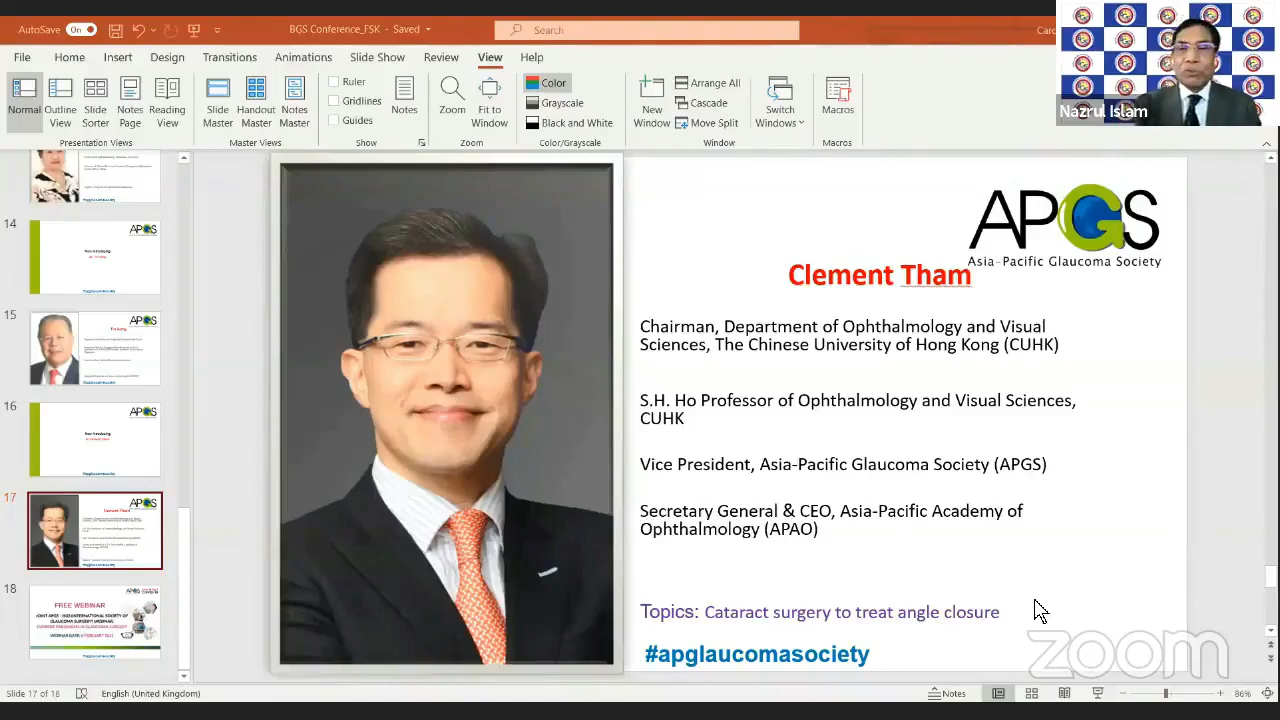 AutoSave On
BGS Conference_FSK - Saved
Search
File Home Insert Design Transitions Animations Slide Show Review View Help
Normal Outline View Slide Sorter Notes Page Reading View
Presentation Views
Slide Master Handout Master Notes Master
Master Views
Ruler
Gridlines
Guides
Show
Notes
Zoom Fit to Window
Zoom
Color
Grayscale
Black and White
Color/Grayscale
New Window
Arrange All
Cascade
Move Split
Switch Windows
Window
Macros
Macros
Nazrul Islam
14
APGS
15
APGS
16
APGS
17
APGS
Clement Tham
18
FREE WEBINAR
APGS
Asia-Pacific Glaucoma Society
Clement Tham
Chairman, Department of Ophthalmology and Visual
Sciences, The Chinese University of Hong Kong (CUHK)
S.H. Ho Professor of Ophthalmology and Visual Sciences,
CUHK
Vice President, Asia-Pacific Glaucoma Society (APGS)
Secretary General & CEO, Asia-Pacific Academy of
Ophthalmology (APAO)
Topics: Cataract surgery to treat angle closure
#apglaucomasociety
zoom
Slide 17 of 18
English (United Kingdom)
Notes
86%